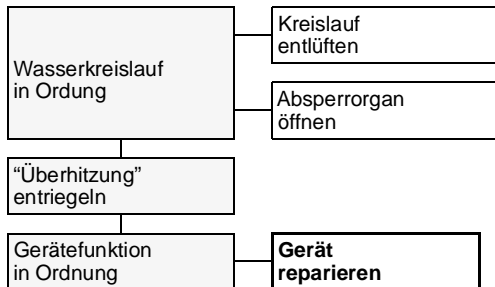 Kreislauf
entlüften
Wasserkreislauf
in Ordung
Absperrorgan
öffnen
“Überhitzung”
entriegeln
Gerätefunktion
in Ordnung
Gerät
reparieren